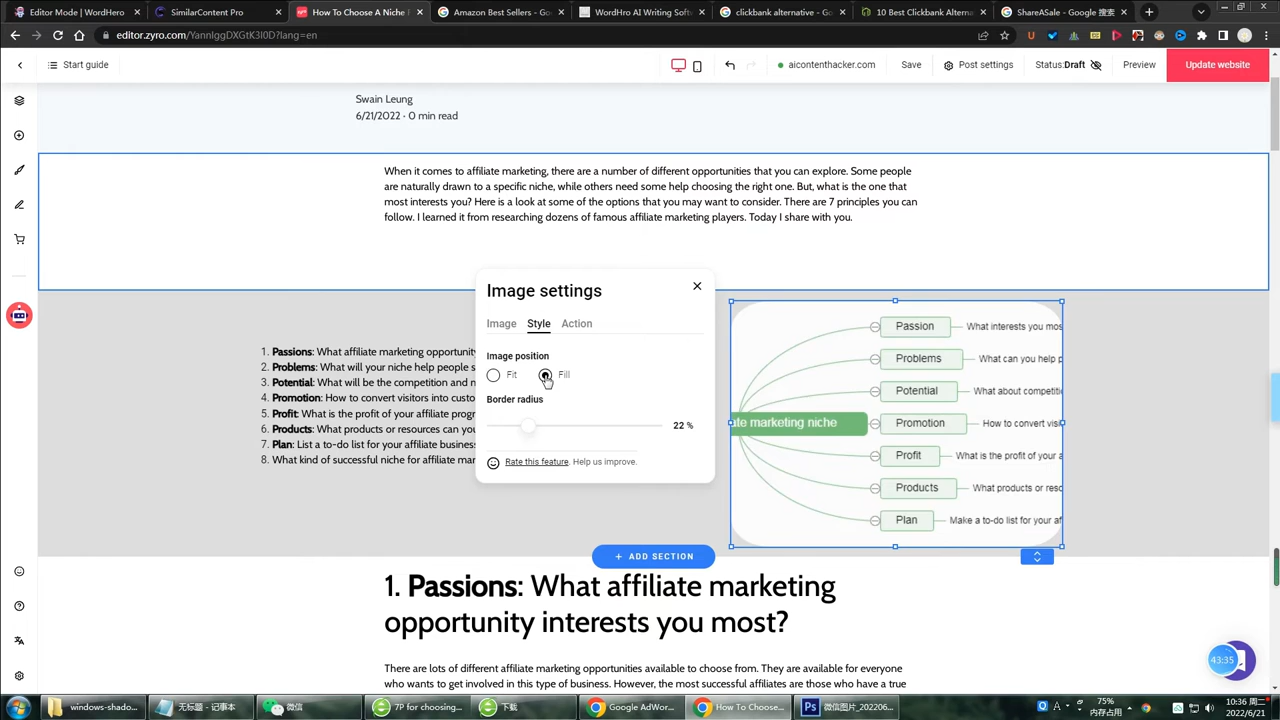 Editor Mode | WordHero
SimilarContent Pro
How To Choose A Niche F
Amazon Best Sellers - Goo
WordHro AI Writing Softw
clickbank alternative - Go
10 Best Clickbank Alterna
ShareASale - Google 搜索
editor.zyro.com/YannIggDXGtK3I0D?lang=en
Start guide
aicontenthacker.com
Save
Post settings
Status:Draft
Preview
Update website
Swain Leung
6/21/2022 · 0 min read
When it comes to affiliate marketing, there are a number of different opportunities that you can explore. Some people
are naturally drawn to a specific niche, while others need some help choosing the right one. But, what is the one that
most interests you? Here is a look at some of the options that you may want to consider. There are 7 principles you can
follow. I learned it from researching dozens of famous affiliate marketing players. Today I share with you.
1. Passions: What affiliate marketing opportunity
2. Problems: What will your niche help people s
3. Potential: What will be the competition and m
4. Promotion: How to convert visitors into custo
5. Profit: What is the profit of your affiliate prog
6. Products: What products or resources can you
7. Plan: List a to-do list for your affiliate business
8. What kind of successful niche for affiliate mar
Image settings
Image Style Action
Image position
Fit Fill
Border radius
22 %
Rate this feature. Help us improve.
ate marketing niche
Passion What interests you mos
Problems What can you help p
Potential What about competiti
Promotion How to convert visi
Profit What is the profit of your a
Products What products or reso
Plan Make a to-do list for your af
+ ADD SECTION
1. Passions: What affiliate marketing
opportunity interests you most?
There are lots of different affiliate marketing opportunities available to choose from. They are available for everyone
who wants to get involved in this type of business. However, the most successful affiliates are those who have a true
43:35
windows-shado...
无标题 - 记事本
微信
7P for choosing...
下载
Google AdWor...
How To Choose...
微信图片_202206...
75%
内存占用
10:36 周二
2022/6/21